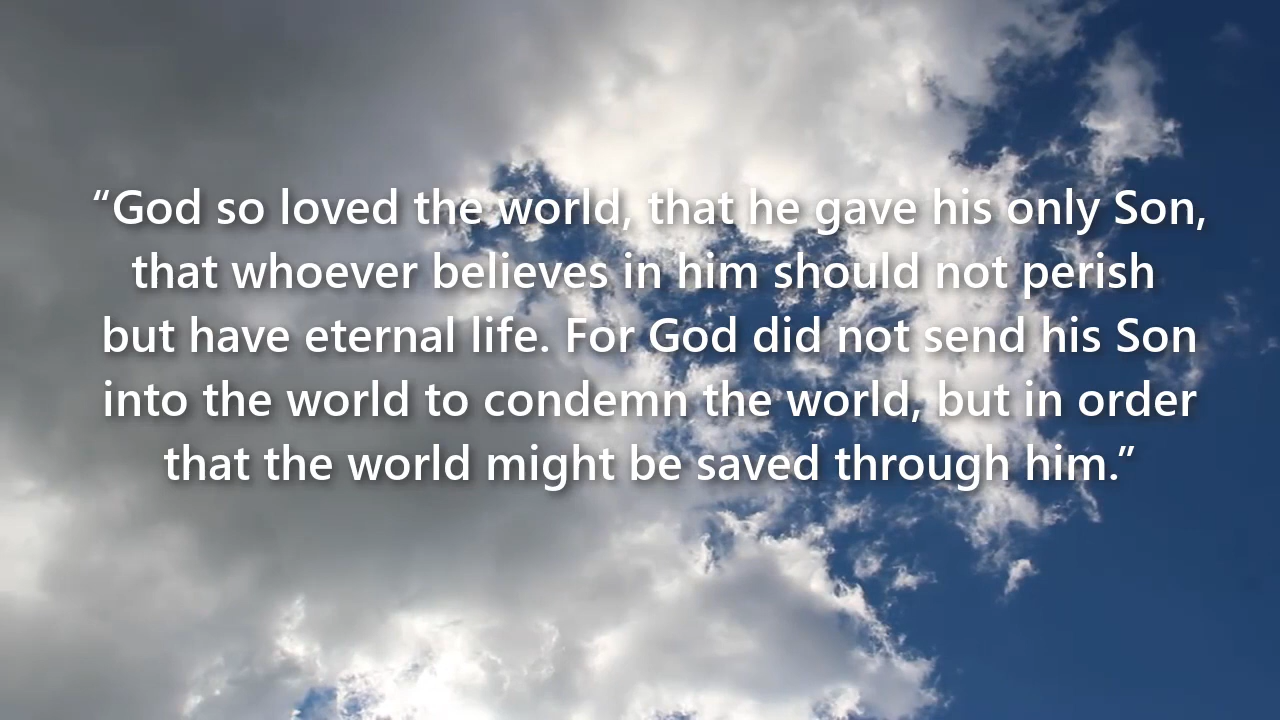 “God so loved the world, that he gave his only Son,
that whoever believes in him should not perish
but have eternal life. For God did not send his Son
into the world to condemn the world, but in order
that the world might be saved through him.”